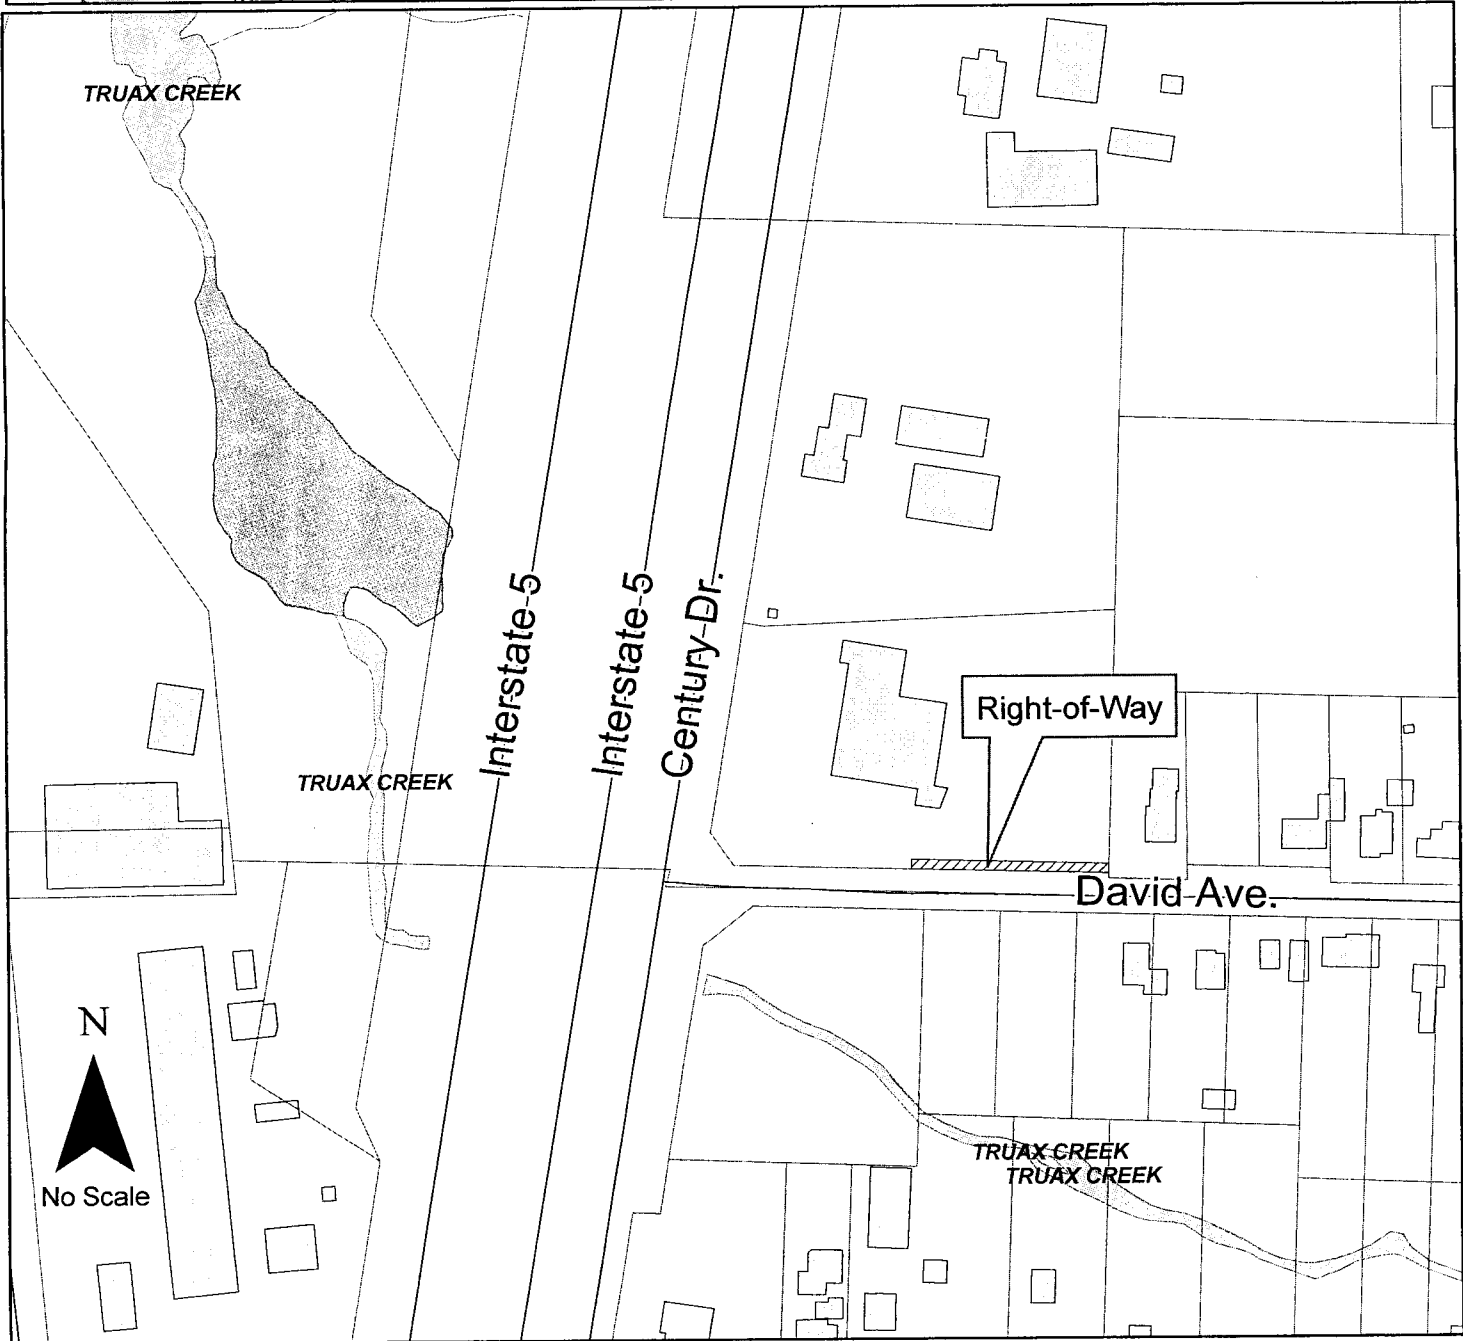 TRUAX CREEK
Interstate 5
Interstate 5
Century Dr.
Right-of-Way
TRUAX CREEK
David Ave.
N
No Scale
TRUAX CREEK
TRUAX CREEK